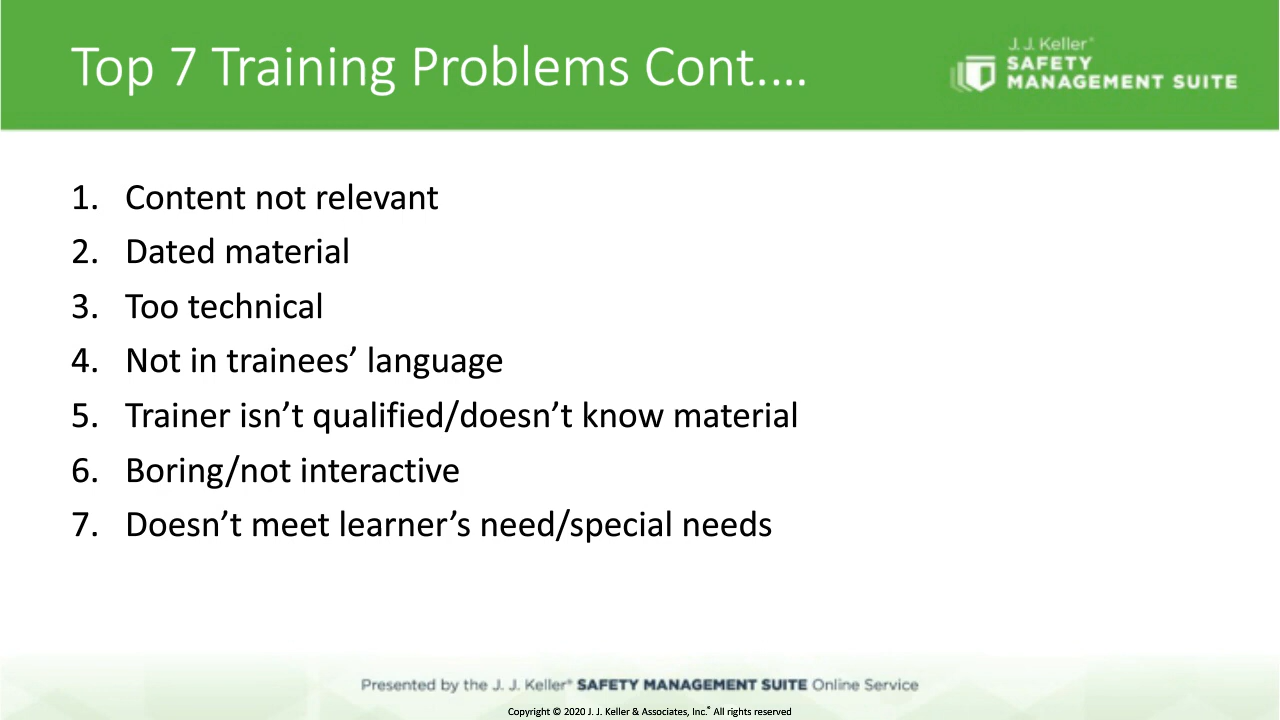 Top 7 Training Problems Cont....
J. J. Keller®
SAFETY
MANAGEMENT SUITE
1. Content not relevant
2. Dated material
3. Too technical
4. Not in trainees’ language
5. Trainer isn’t qualified/doesn’t know material
6. Boring/not interactive
7. Doesn’t meet learner’s need/special needs
Presented by the J. J. Keller® SAFETY MANAGEMENT SUITE Online Service
Copyright © 2020 J. J. Keller & Associates, Inc.® All rights reserved